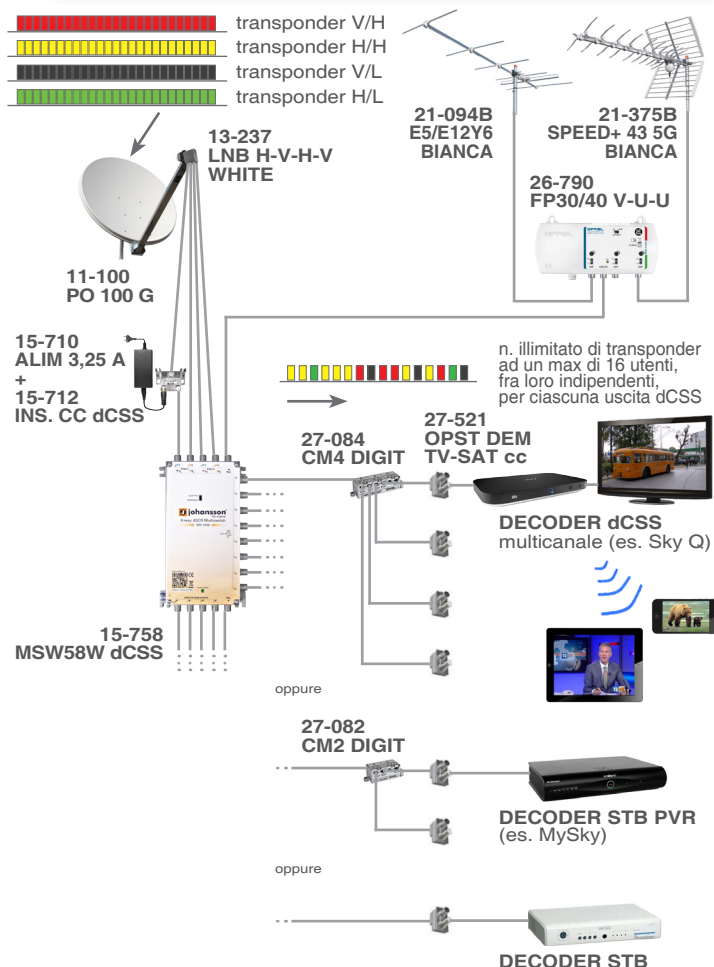 transponder V/H
transponder H/H
transponder V/L
transponder H/L
21-094B
E5/E12Y6
BIANCA
21-375B
SPEED+ 43 5G
BIANCA
13-237
LNB H-V-H-V
WHITE
26-790
FP30/40 V-U-U
11-100
PO 100 G
15-710
ALIM 3,25 A
+
15-712
INS. CC dCSS
n. illimitato di transponder
ad un max di 16 utenti,
fra loro indipendenti,
per ciascuna uscita dCSS
27-084
CM4 DIGIT
27-521
OPST DEM
TV-SAT cc
johansson
DECODER dCSS
multicanale (es. Sky Q)
15-758
MSW58W dCSS
oppure
27-082
CM2 DIGIT
DECODER STB PVR
(es. MySky)
oppure
DECODER STB